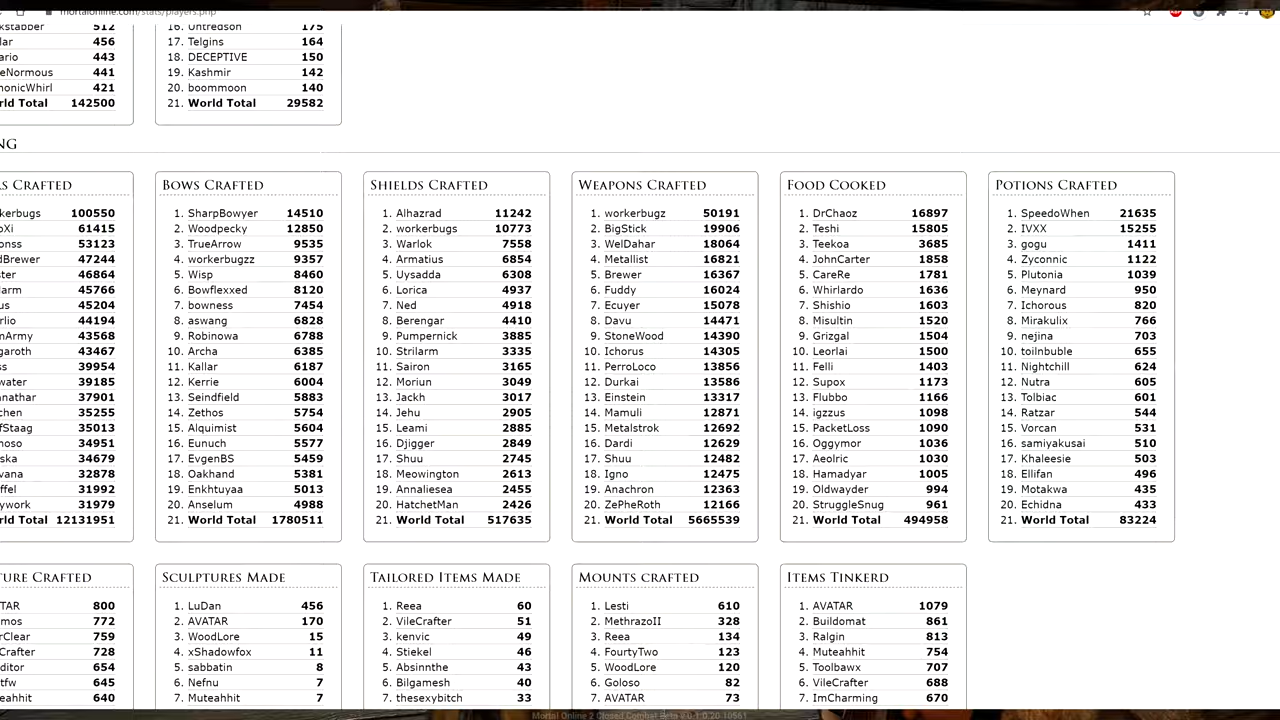 mortalonline.com/stats/players.php
kstabber 512
lar 456
ario 443
eNormous 441
nonicWhirl 421
rld Total 142500
16. Untredson 175
17. Telgins 164
18. DECEPTIVE 150
19. Kashmir 142
20. boommoon 140
21. World Total 29582
NG
S CRAFTED
kerbugs 100550
oXi 61415
onss 53123
dBrewer 47244
ster 46864
larm 45766
us 45204
rlio 44194
nArmy 43568
garoth 43467
ss 39954
water 39185
nathar 37901
chen 35255
fStaag 35013
noso 34951
ska 34679
vana 32878
ffel 31992
ywork 31979
rld Total 12131951
BOWS CRAFTED
1. SharpBowyer 14510
2. Woodpecky 12850
3. TrueArrow 9535
4. workerbugzz 9357
5. Wisp 8460
6. Bowflexxed 8120
7. bowness 7454
8. aswang 6828
9. Robinowa 6788
10. Archa 6385
11. Kallar 6187
12. Kerrie 6004
13. Seindfield 5883
14. Zethos 5754
15. Alquimist 5604
16. Eunuch 5577
17. EvgenBS 5459
18. Oakhand 5381
19. Enkhtuyaa 5013
20. Anselum 4988
21. World Total 1780511
SHIELDS CRAFTED
1. Alhazrad 11242
2. workerbugs 10773
3. Warlok 7558
4. Armatius 6854
5. Uysadda 6308
6. Lorica 4937
7. Ned 4918
8. Berengar 4410
9. Pumpernick 3885
10. Strilarm 3335
11. Sairon 3165
12. Moriun 3049
13. Jackh 3017
14. Jehu 2905
15. Leami 2885
16. Djigger 2849
17. Shuu 2745
18. Meowington 2613
19. Annaliesea 2455
20. HatchetMan 2426
21. World Total 517635
WEAPONS CRAFTED
1. workerbugz 50191
2. BigStick 19906
3. WelDahar 18064
4. Metallist 16821
5. Brewer 16367
6. Fuddy 16024
7. Ecuyer 15078
8. Davu 14471
9. StoneWood 14390
10. Ichorus 14305
11. PerroLoco 13856
12. Durkai 13586
13. Einstein 13317
14. Mamuli 12871
15. Metalstrok 12692
16. Dardi 12629
17. Shuu 12482
18. Igno 12475
19. Anachron 12363
20. ZePheRoth 12166
21. World Total 5665539
FOOD COOKED
1. DrChaoz 16897
2. Teshi 15805
3. Teekoa 3685
4. JohnCarter 1858
5. CareRe 1781
6. Whirlardo 1636
7. Shishio 1603
8. Misultin 1520
9. Grizgal 1504
10. Leorlai 1500
11. Felli 1403
12. Supox 1173
13. Flubbo 1166
14. igzzus 1098
15. PacketLoss 1090
16. Oggymor 1036
17. Aeolric 1030
18. Hamadyar 1005
19. Oldwayder 994
20. StruggleSnug 961
21. World Total 494958
POTIONS CRAFTED
1. SpeedoWhen 21635
2. IVXX 15255
3. gogu 1411
4. Zyconnic 1122
5. Plutonia 1039
6. Meynard 950
7. Ichorous 820
8. Mirakulix 766
9. nejina 703
10. toilnbuble 655
11. Nightchill 624
12. Nutra 605
13. Tolbiac 601
14. Ratzar 544
15. Vorcan 531
16. samiyakusai 510
17. Khaleesie 503
18. Ellifan 496
19. Motakwa 435
20. Echidna 433
21. World Total 83224
TURE CRAFTED
TAR 800
mos 772
rClear 759
Crafter 728
ditor 654
tfw 645
teahhit 640
SCULPTURES MADE
1. LuDan 456
2. AVATAR 170
3. WoodLore 15
4. xShadowfox 11
5. sabbatin 8
6. Nefnu 7
7. Muteahhit 7
TAILORED ITEMS MADE
1. Reea 60
2. VileCrafter 51
3. kenvic 49
4. Stiekel 46
5. Absinnthe 43
6. Bilgamesh 40
7. thesexybitch 33
MOUNTS CRAFTED
1. Lesti 610
2. MethrazoII 328
3. Reea 134
4. FourtyTwo 123
5. WoodLore 120
6. Goloso 82
7. AVATAR 73
ITEMS TINKERD
1. AVATAR 1079
2. Buildomat 861
3. Ralgin 813
4. Muteahhit 754
5. Toolbawx 707
6. VileCrafter 688
7. ImCharming 670
Mortal Online 2 Closed Combat Beta 2.0.1.0.20 10561